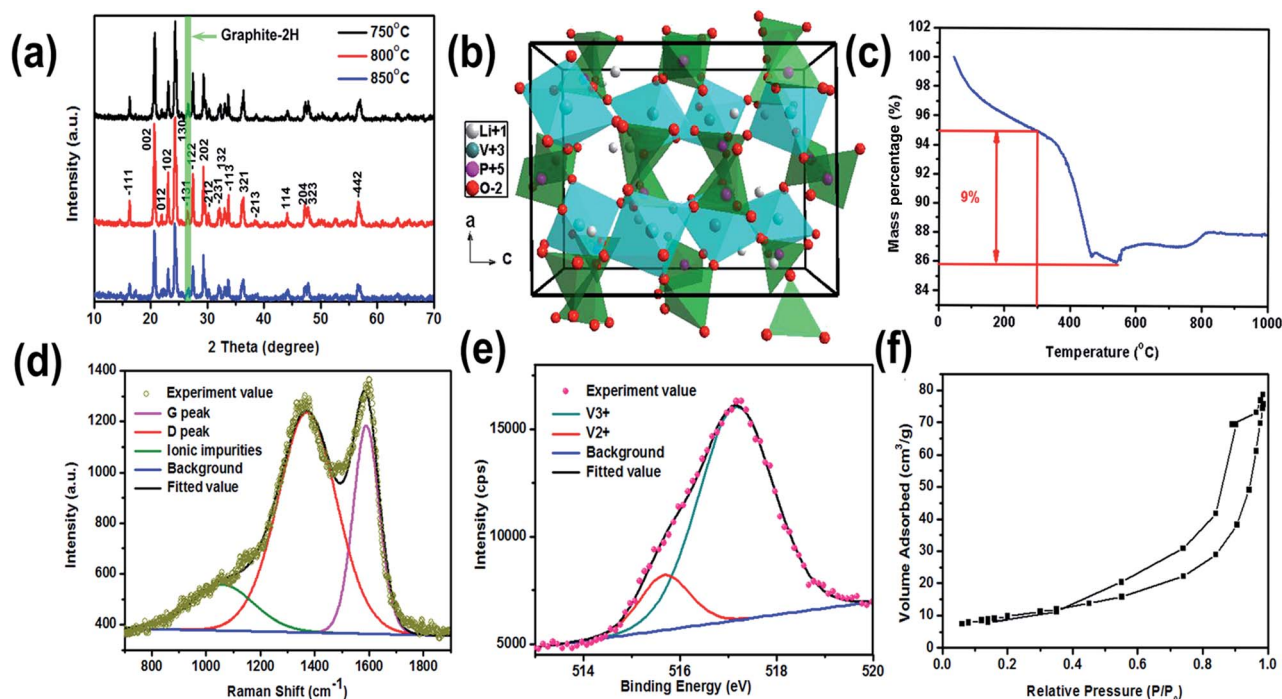 (a)
Graphite-2H
750°C
800°C
850°C
002
012
-102
130
-131
-122
202
-212
-231
132
-113
321
-213
114
204
323
-442
-111
Intensity (a.u.)
10 20 30 40 50 60 70
2 Theta (degree)
(b)
Li+1
V+3
P+5
O-2
a
c
(c)
Mass percentage (%)
102
100
98
96
94
92
90
88
86
84
9%
0 200 400 600 800 1000
Temperature (°C)
(d)
Intensity (a.u.)
1400
1200
1000
800
600
400
Experiment value
G peak
D peak
Ionic impurities
Background
Fitted value
800 1000 1200 1400 1600 1800
Raman Shift (cm⁻¹)
(e)
Intensity (cps)
15000
10000
5000
Experiment value
V3+
V2+
Background
Fitted value
514 516 518 520
Binding Energy (eV)
(f)
Volume Adsorbed (cm³/g)
80
70
60
50
40
30
20
10
0
0.0 0.2 0.4 0.6 0.8 1.0
Relative Pressure (P/P₀)